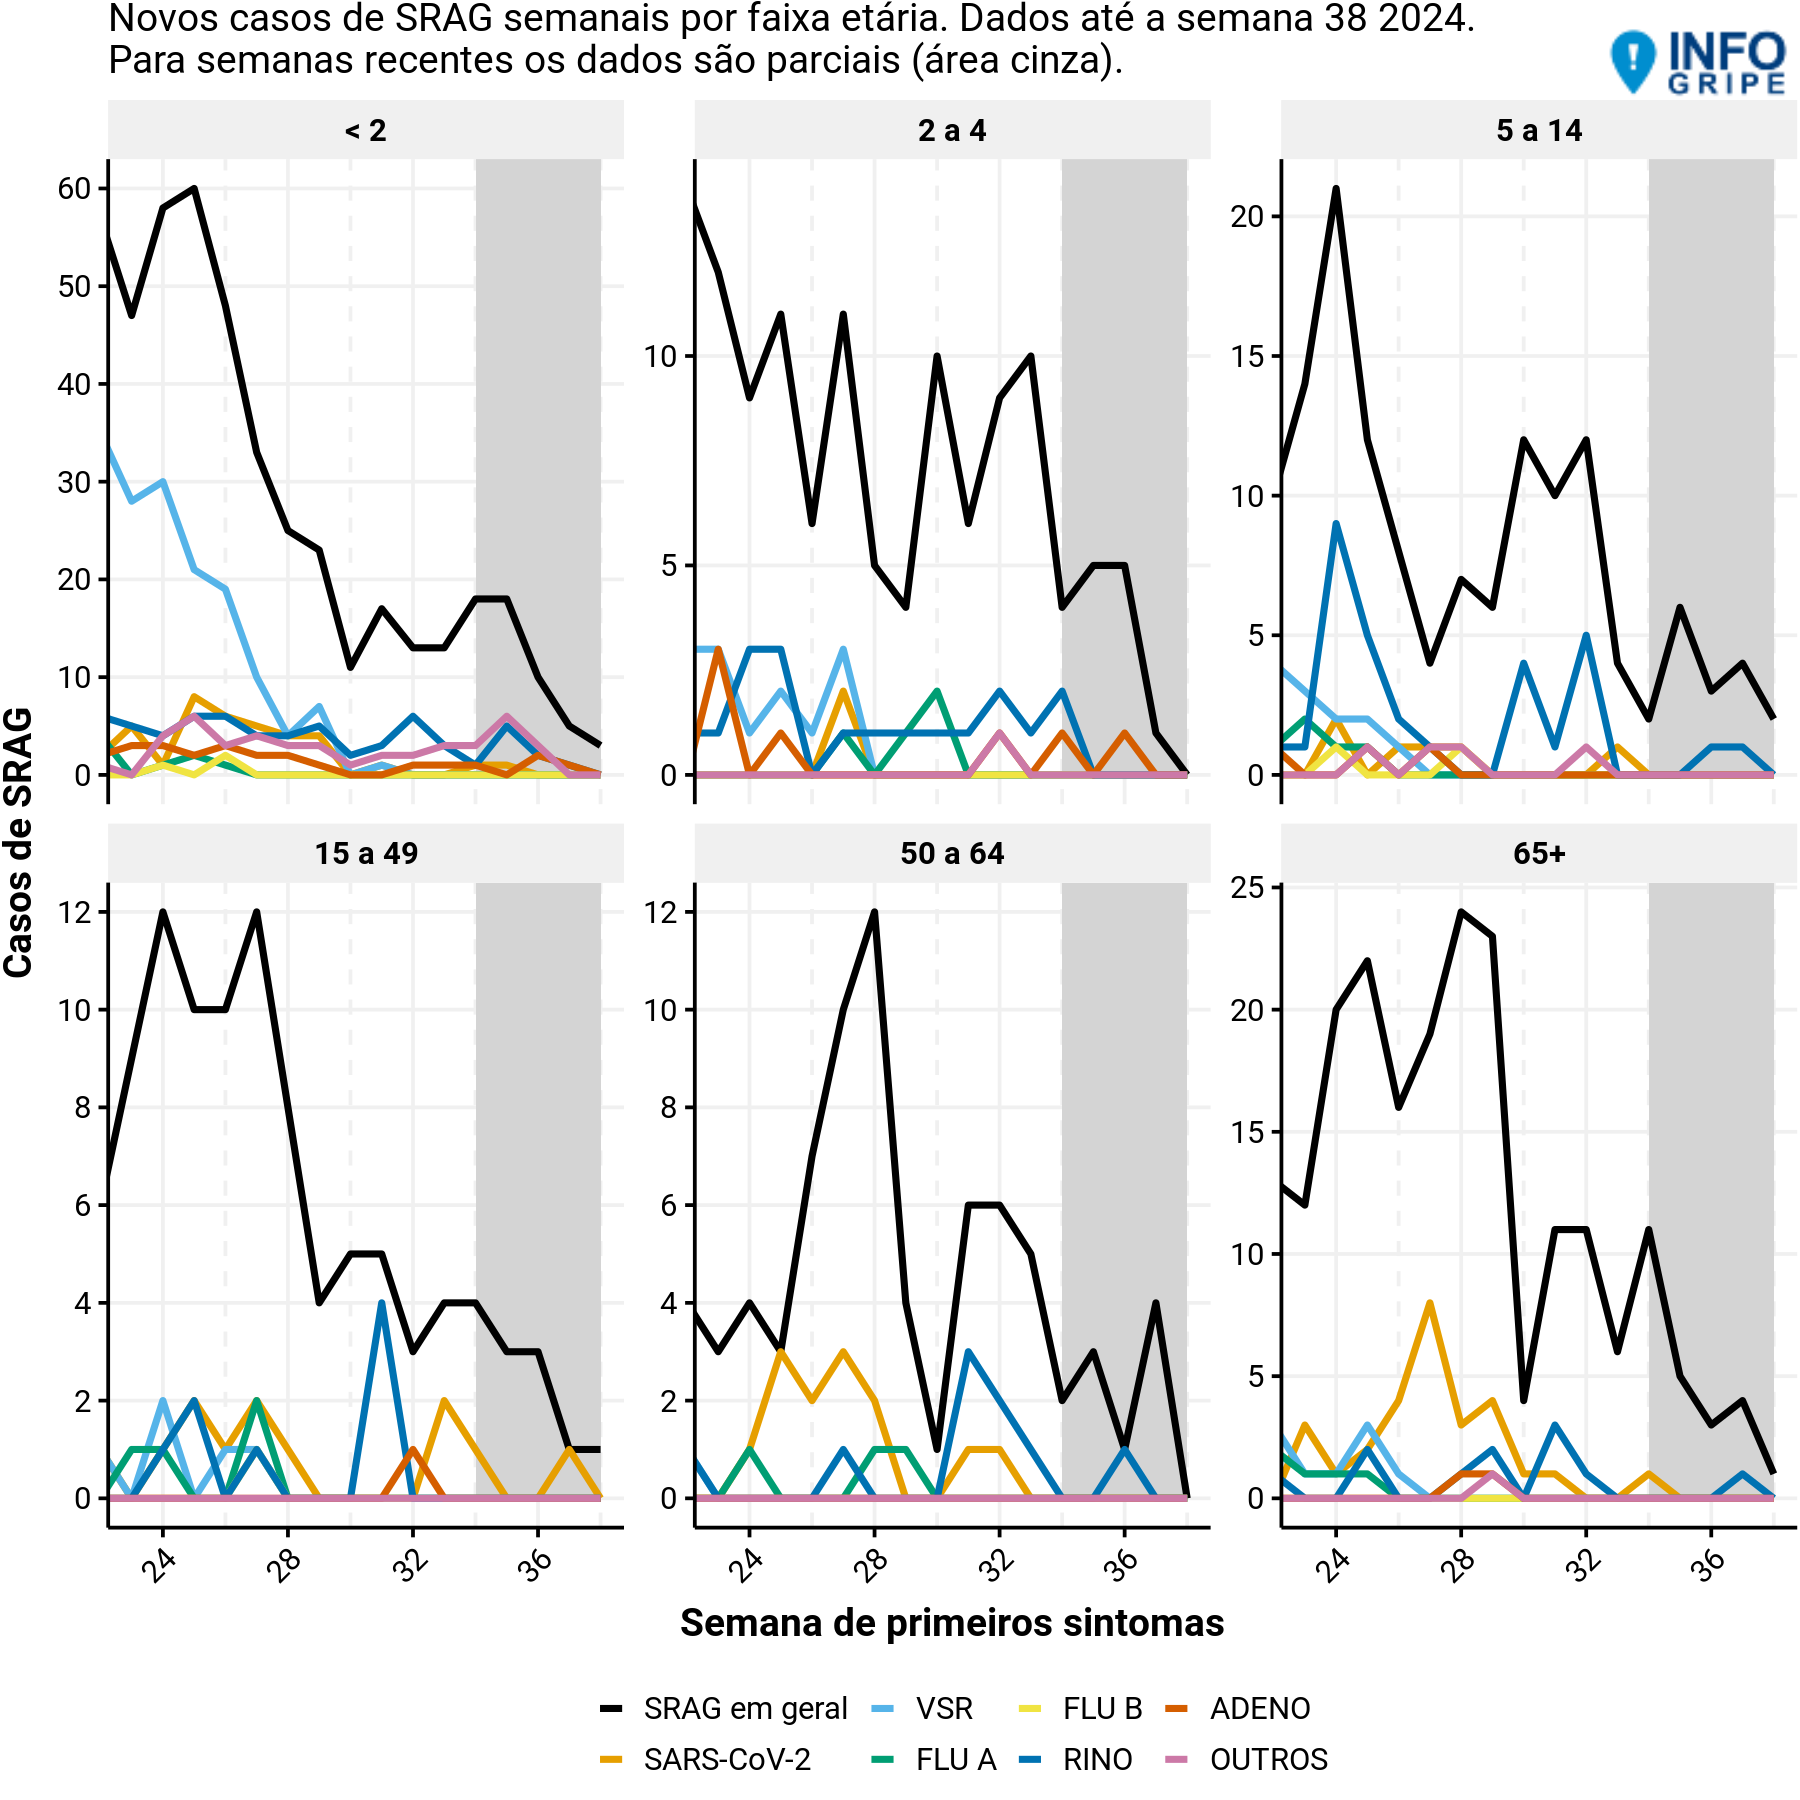 Novos casos de SRAG semanais por faixa etária. Dados até a semana 38 2024.
Para semanas recentes os dados são parciais (área cinza).
INFO
GRIPE
< 2
2 a 4
5 a 14
60
50
40
30
20
10
0
10
5
0
20
15
10
5
0
Casos de SRAG
15 a 49
50 a 64
65+
12
10
8
6
4
2
0
12
10
8
6
4
2
0
25
20
15
10
5
0
24 28 32 36
24 28 32 36
24 28 32 36
Semana de primeiros sintomas
SRAG em geral VSR FLU B ADENO
SARS-CoV-2 FLU A RINO OUTROS